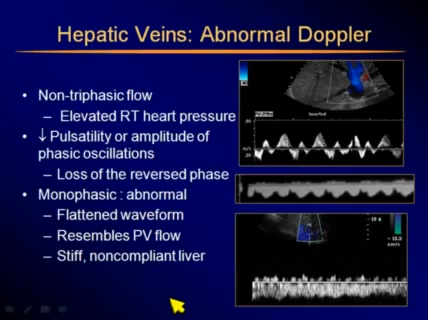 Hepatic Veins: Abnormal Doppler
• Non-triphasic flow
– Elevated RT heart pressure
• ↓ Pulsatility or amplitude of
phasic oscillations
– Loss of the reversed phase
• Monophasic : abnormal
– Flattened waveform
– Resembles PV flow
– Stiff, noncompliant liver
Inverted
m/s